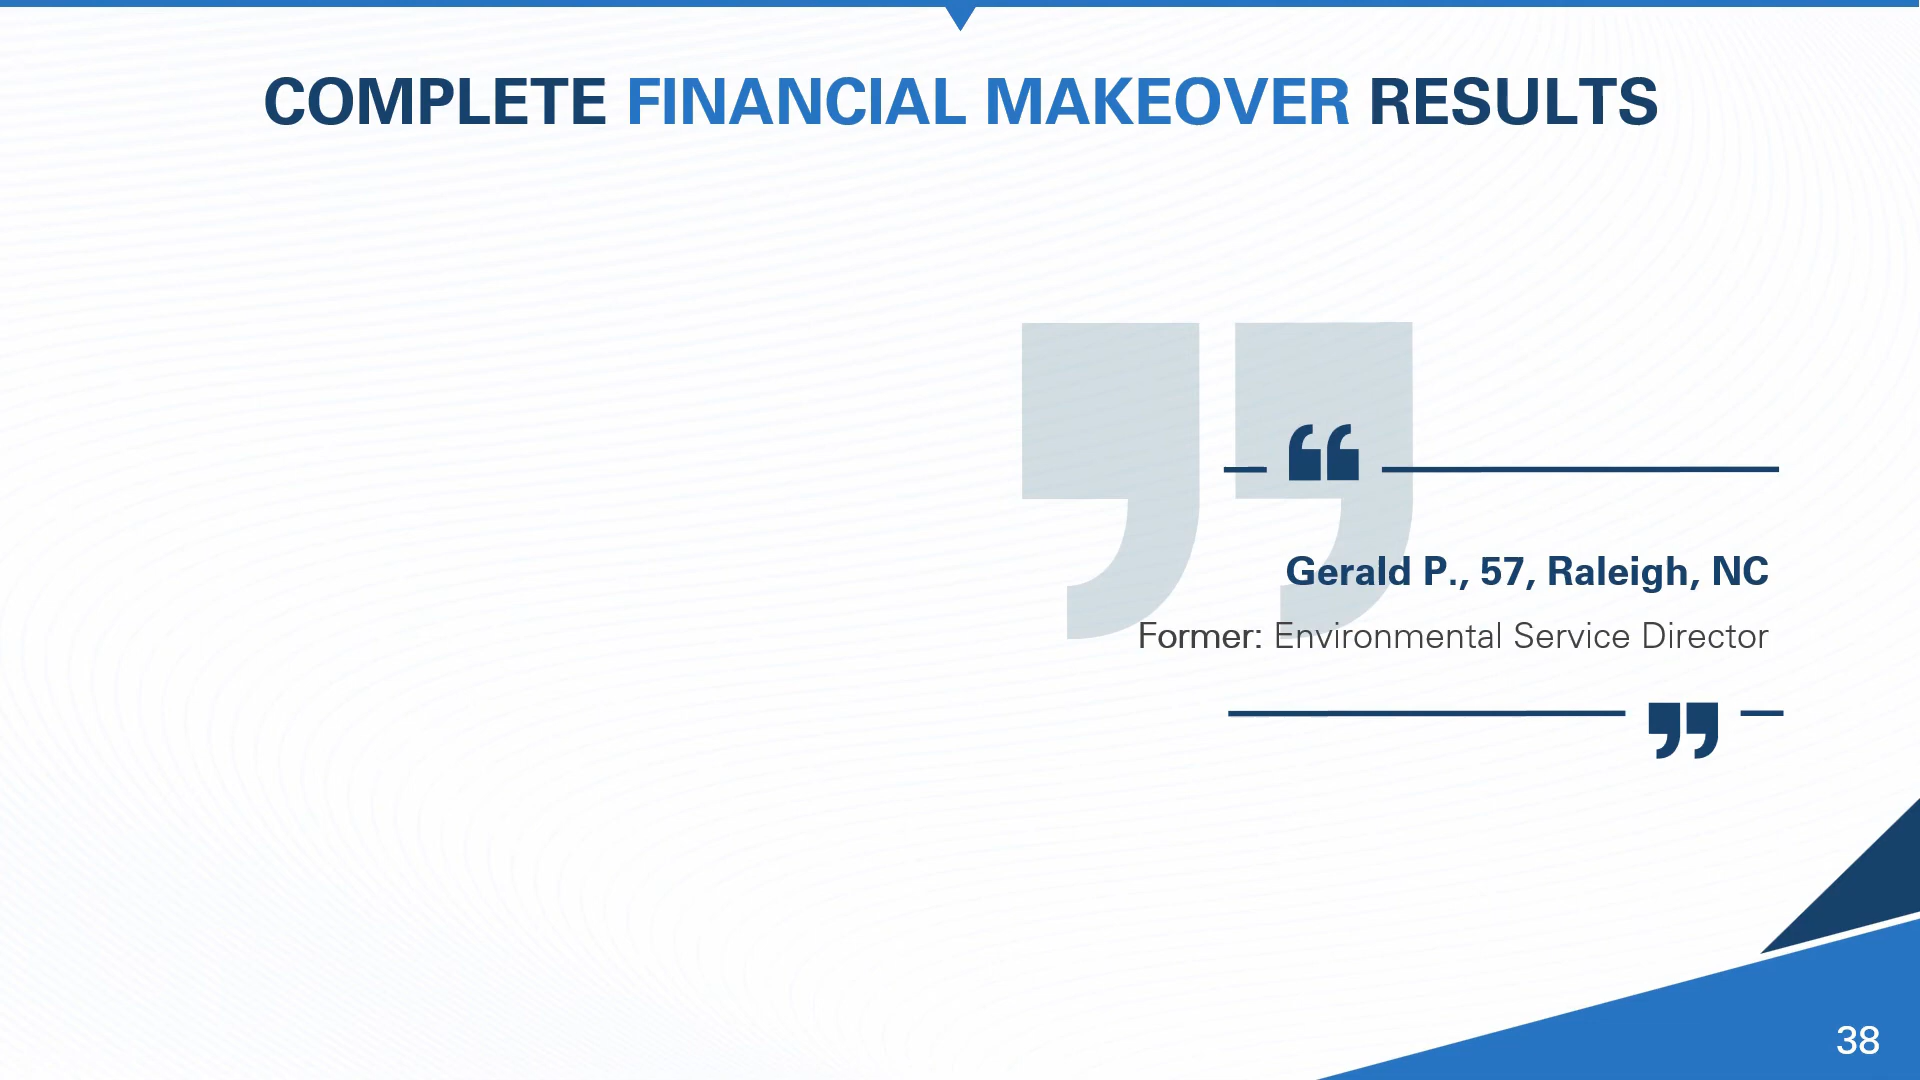 COMPLETE FINANCIAL MAKEOVER RESULTS
“
Gerald P., 57, Raleigh, NC
Former: Environmental Service Director
”
38